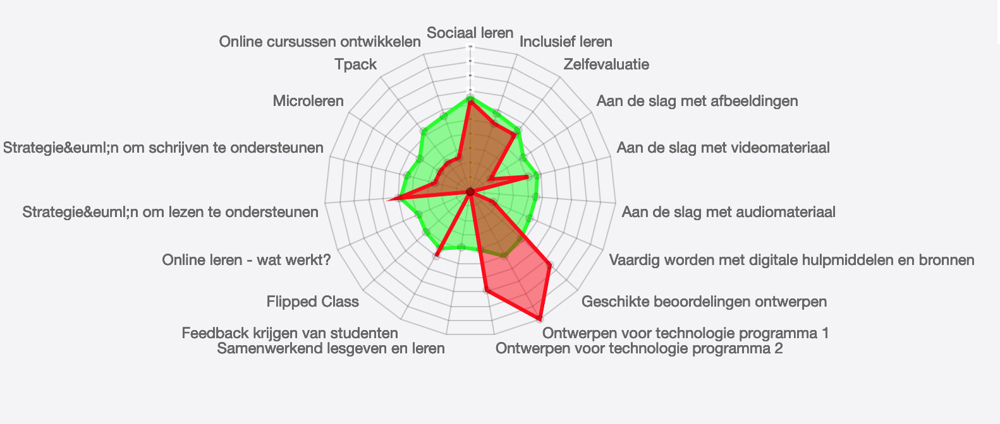 Sociaal leren
Online cursussen ontwikkelen
Inclusief leren
Tpack
Zelfevaluatie
Microleren
Aan de slag met afbeeldingen
Strategie&euml;n om schrijven te ondersteunen
Aan de slag met videomateriaal
Strategie&euml;n om lezen te ondersteunen
Aan de slag met audiomateriaal
Online leren - wat werkt?
Vaardig worden met digitale hulpmiddelen en bronnen
Flipped Class
Geschikte beoordelingen ontwerpen
Feedback krijgen van studenten
Ontwerpen voor technologie programma 1
Samenwerkend lesgeven en leren
Ontwerpen voor technologie programma 2